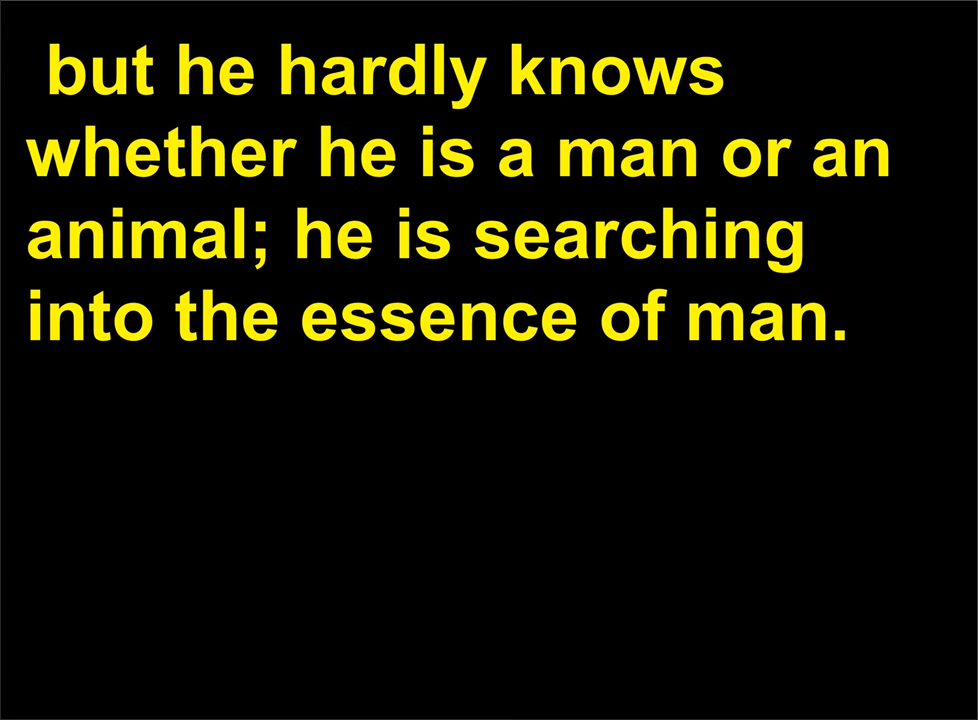 but he hardly knows
whether he is a man or an
animal; he is searching
into the essence of man.